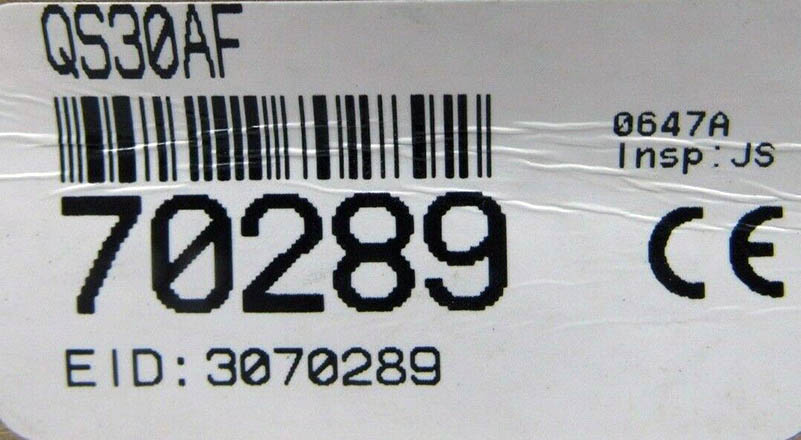 QS30AF
0647A
Insp:JS
70289
CE
EID:3070289